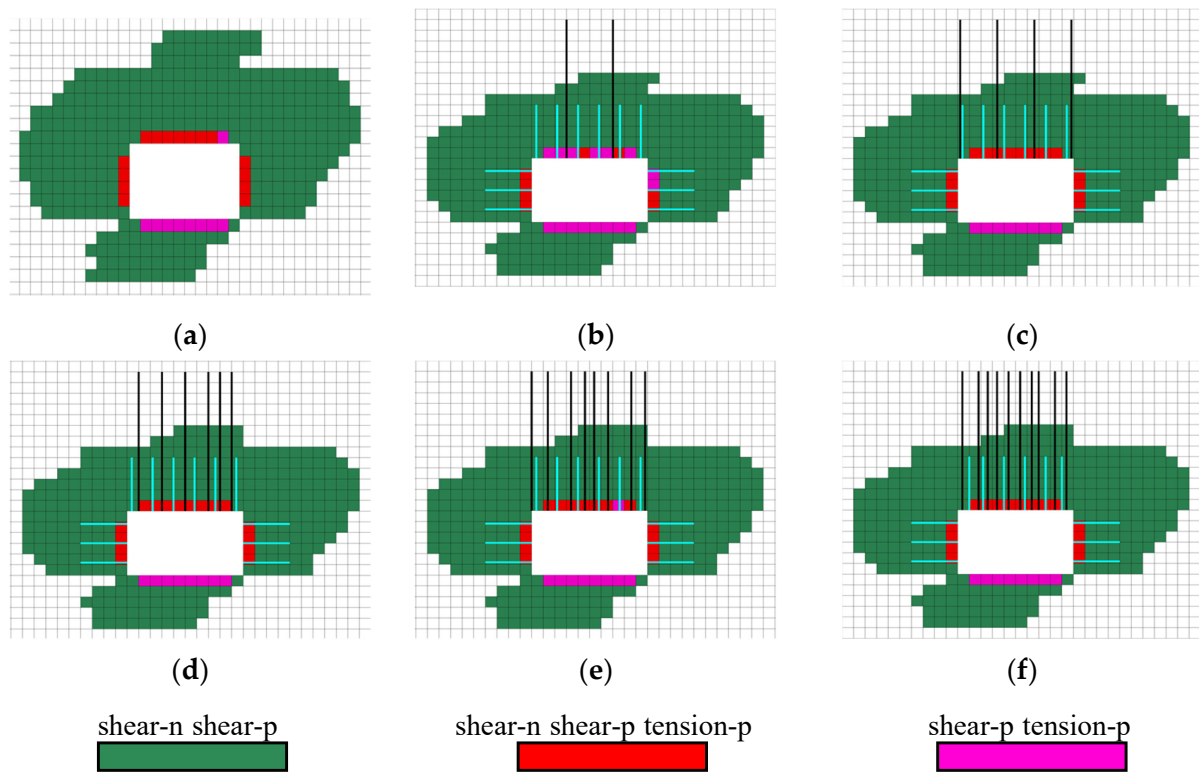 (a) (b) (c)
(d) (e) (f)
shear-n shear-p shear-n shear-p tension-p shear-p tension-p